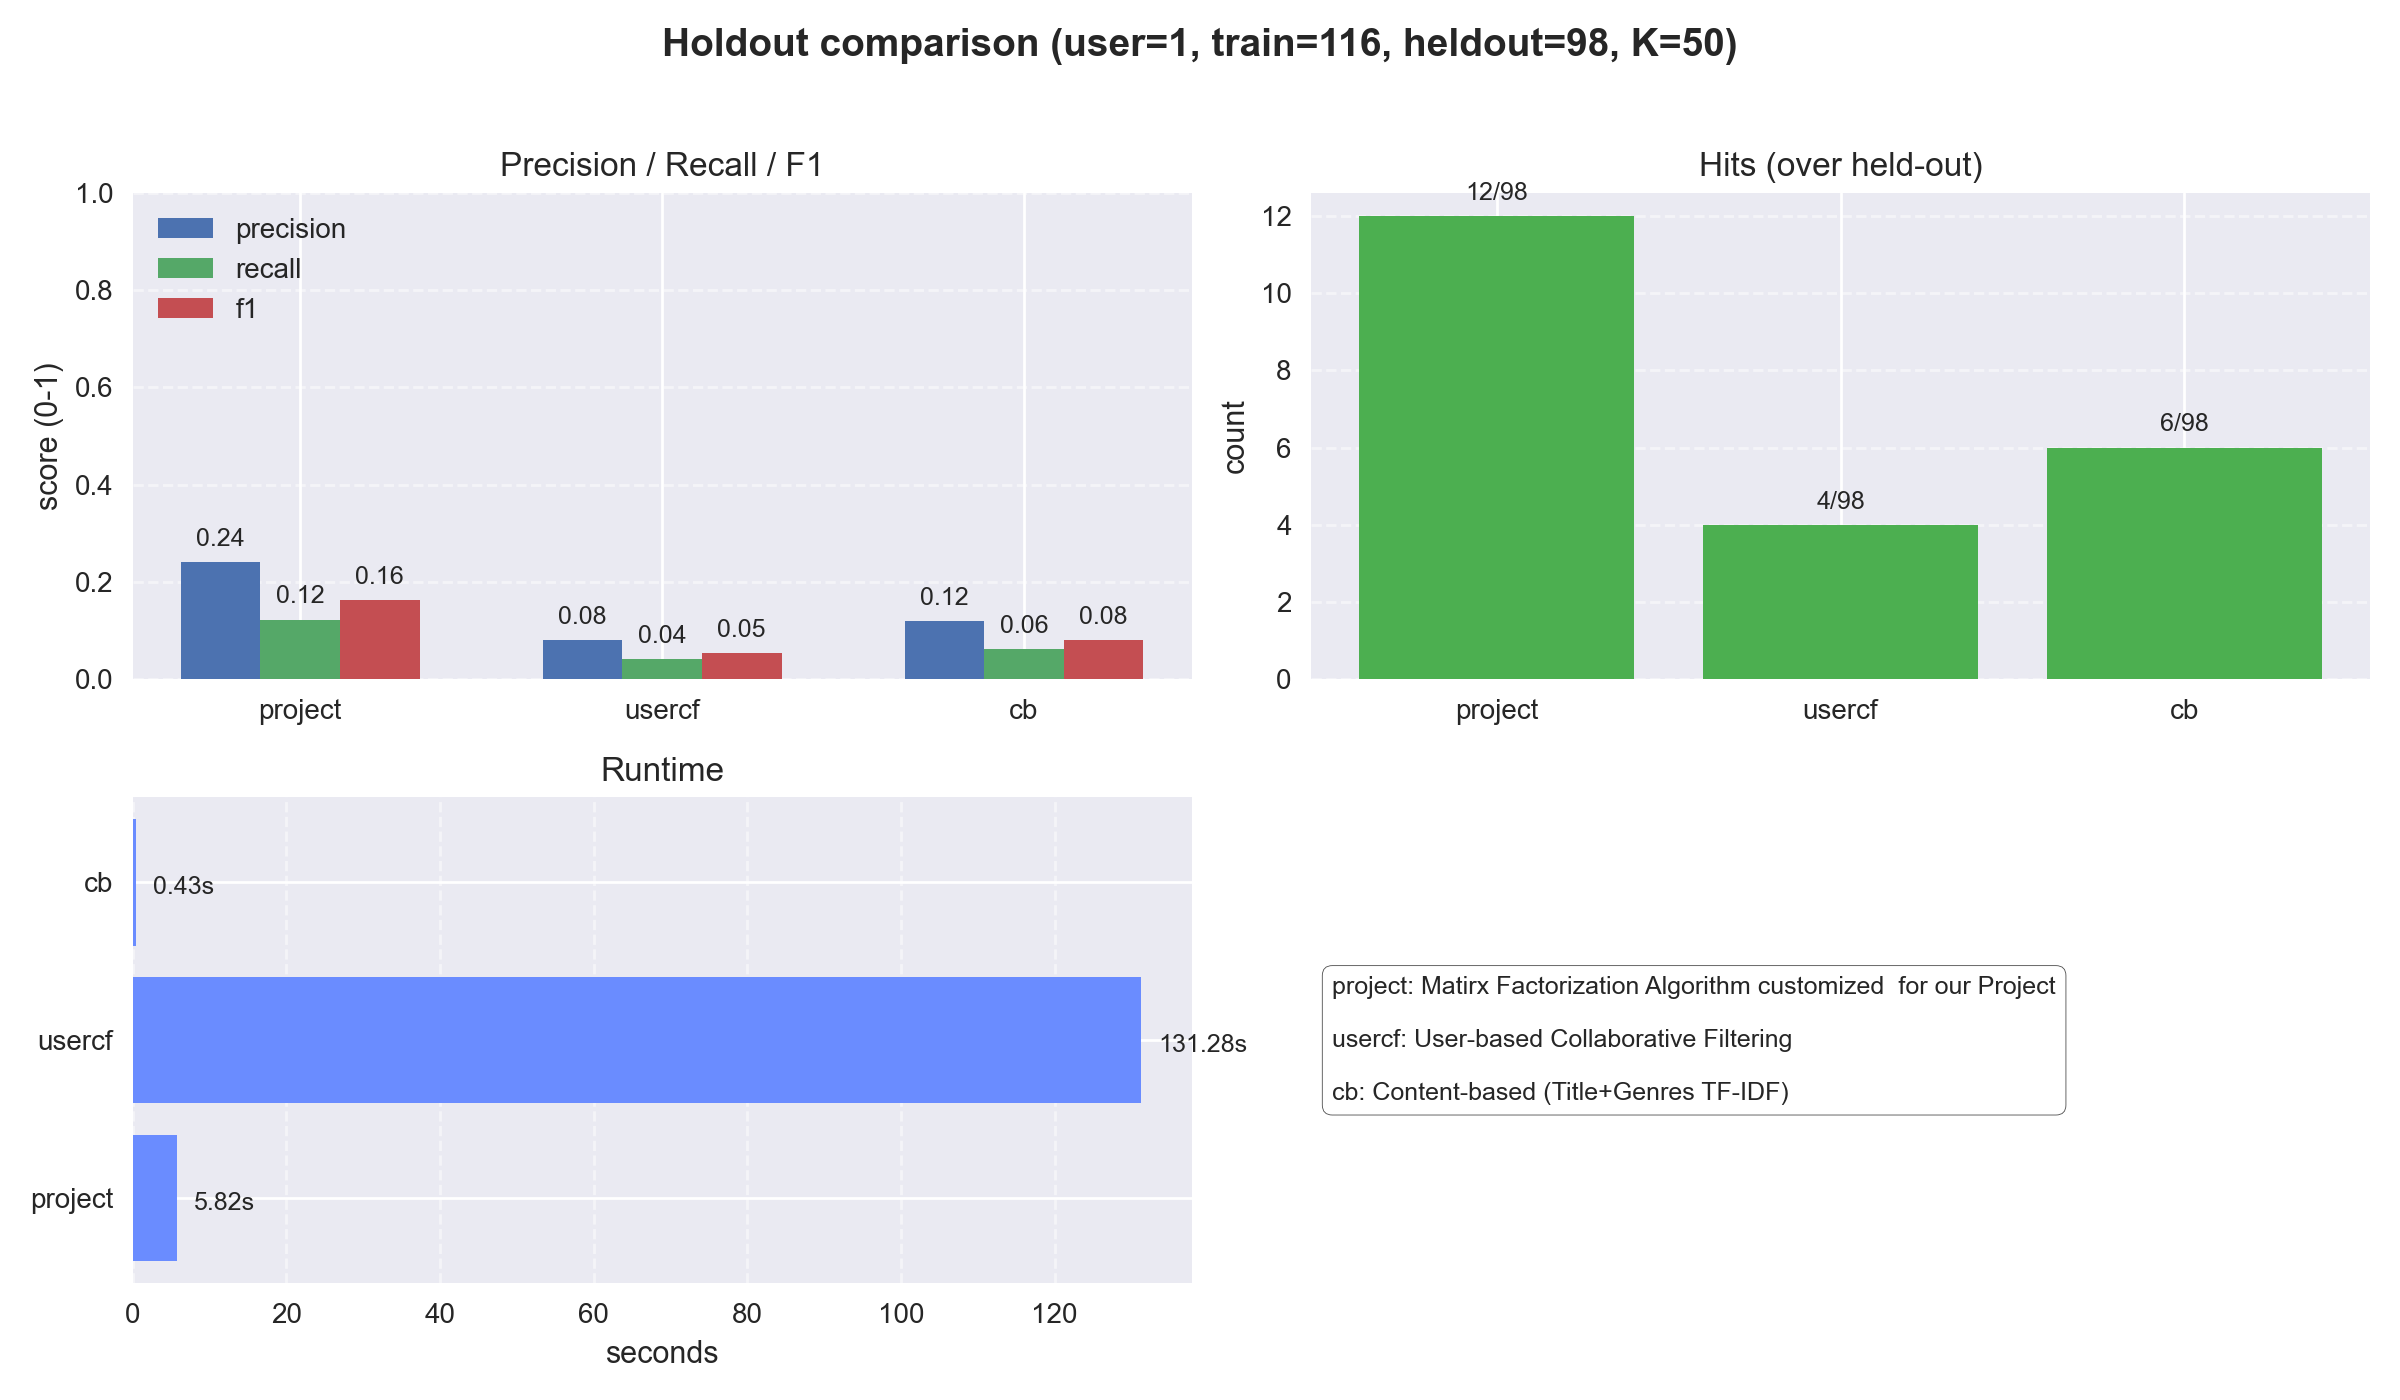 Holdout comparison (user=1, train=116, heldout=98, K=50)
Precision / Recall / F1
1.0
0.8
0.6
0.4
0.2
0.0
score (0-1)
precision
recall
f1
0.24
0.12
0.16
0.08
0.04
0.05
0.12
0.06
0.08
project
usercf
cb
Hits (over held-out)
12
10
8
6
4
2
0
count
12/98
4/98
6/98
project
usercf
cb
Runtime
cb
usercf
project
0.43s
131.28s
5.82s
0
20
40
60
80
100
120
seconds
project: Matirx Factorization Algorithm customized  for our Project
usercf: User-based Collaborative Filtering
cb: Content-based (Title+Genres TF-IDF)